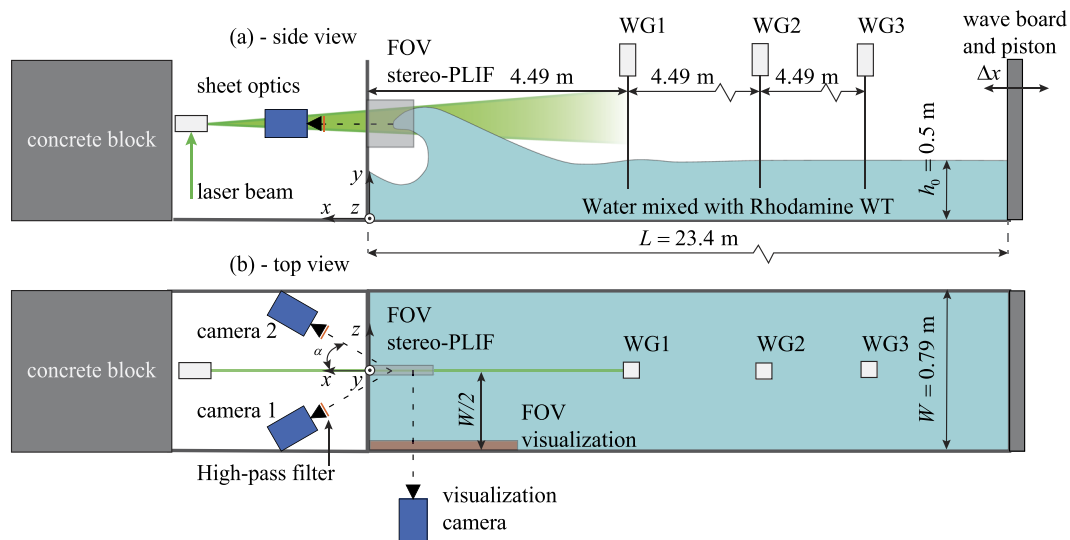 (a) - side view
FOV
stereo-PLIF
WG1
WG2
WG3
wave board
and piston
Δx
4.49 m
4.49 m
4.49 m
sheet optics
concrete block
laser beam
y
x
z
h₀ = 0.5 m
Water mixed with Rhodamine WT
L = 23.4 m
(b) - top view
camera 2
FOV
stereo-PLIF
z
α
x
y
concrete block
WG1
WG2
WG3
W = 0.79 m
W/2
camera 1
FOV
visualization
High-pass filter
visualization
camera